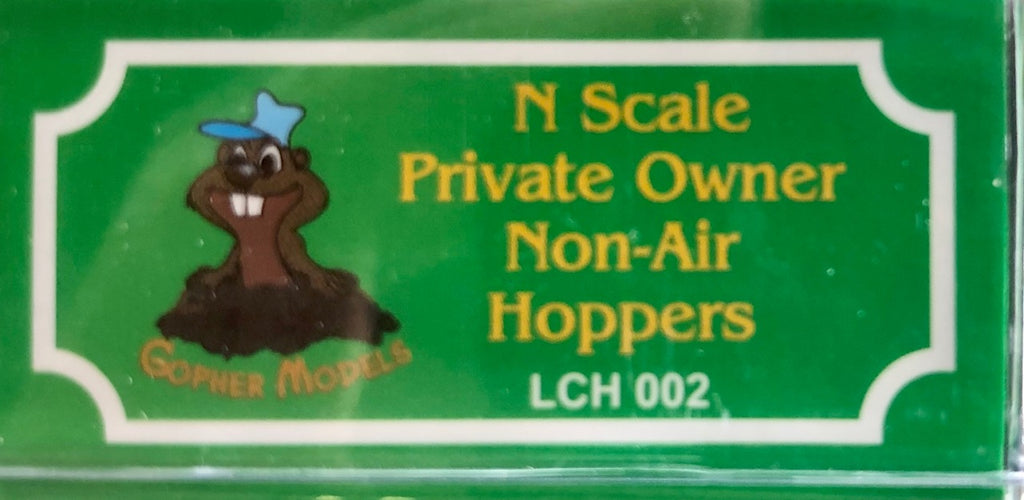 N Scale
Private Owner
Non-Air
Hoppers
LCH 002
GOPHER MODELS